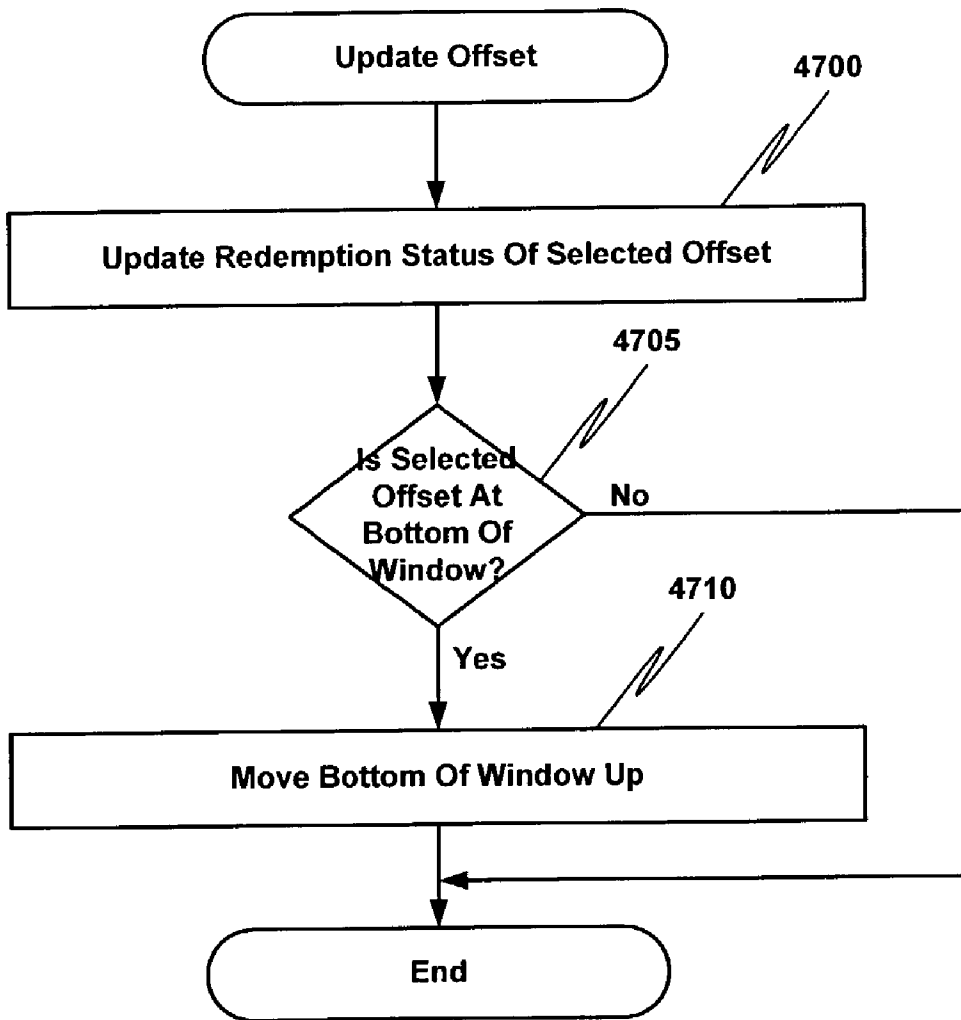 Update Offset
4700
Update Redemption Status Of Selected Offset
4705
Is Selected
Offset At
Bottom Of
Window?
No
4710
Yes
Move Bottom Of Window Up
End